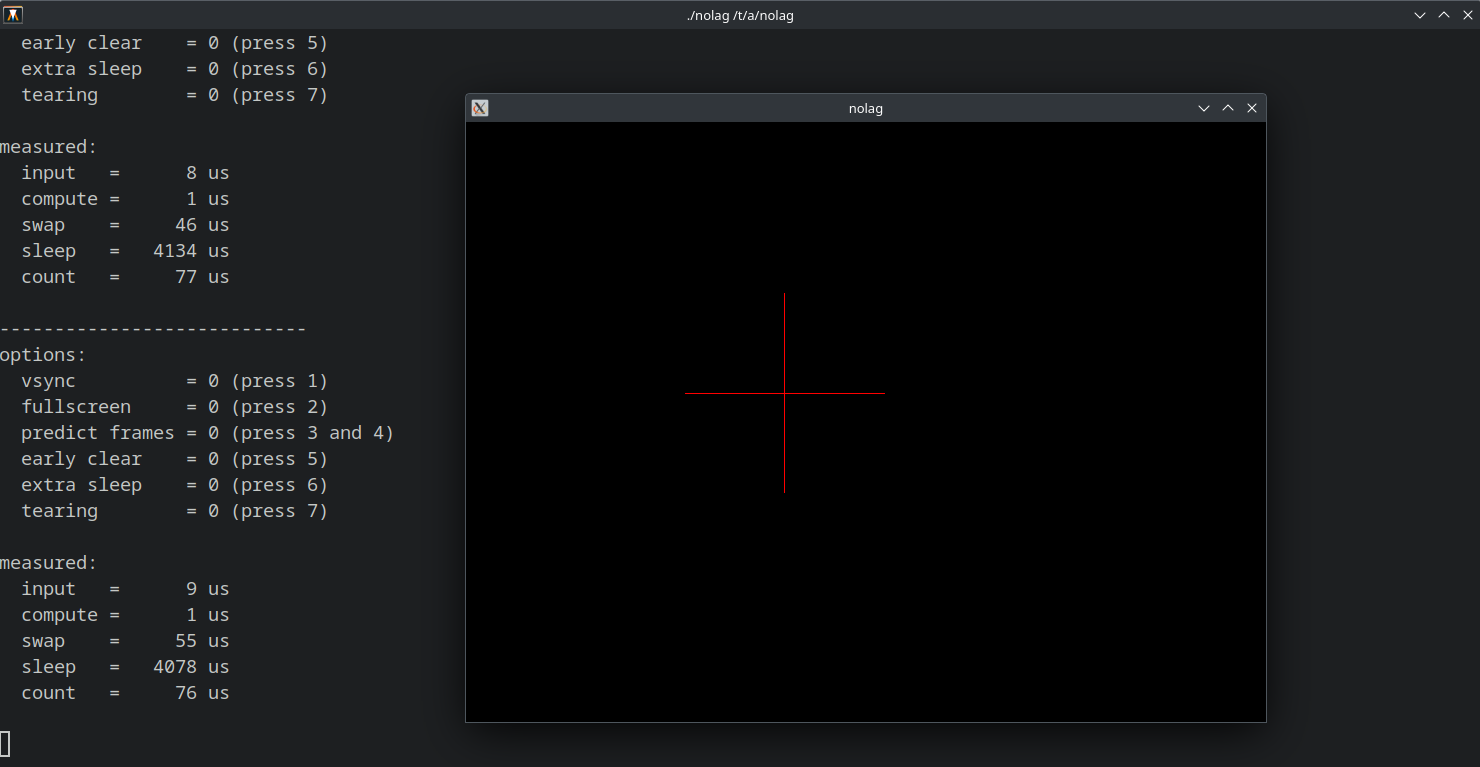 ./nolag /t/a/nolag
early clear    = 0 (press 5)
extra sleep    = 0 (press 6)
tearing        = 0 (press 7)
measured:
input   =      8 us
compute =      1 us
swap    =     46 us
sleep   =   4134 us
count   =     77 us
----------------------------
options:
vsync          = 0 (press 1)
fullscreen     = 0 (press 2)
predict frames = 0 (press 3 and 4)
early clear    = 0 (press 5)
extra sleep    = 0 (press 6)
tearing        = 0 (press 7)
measured:
input   =      9 us
compute =      1 us
swap    =     55 us
sleep   =   4078 us
count   =     76 us
nolag